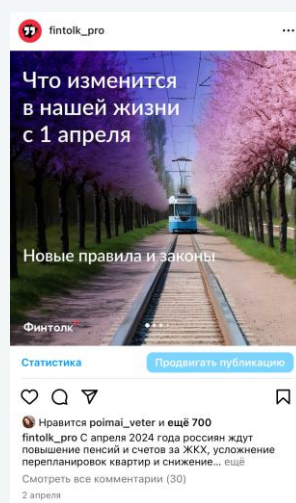 fintolk_pro
Что изменится
в нашей жизни
с 1 апреля
Новые правила и законы
Финтолк
Статистика
Продвигать публикацию
Нравится poimai_veter и ещё 700
fintolk_pro С апреля 2024 года россиян ждут
повышение пенсий и счетов за ЖКХ, усложнение
перепланировок квартир и снижение... ещё
Смотреть все комментарии (30)
2 апреля